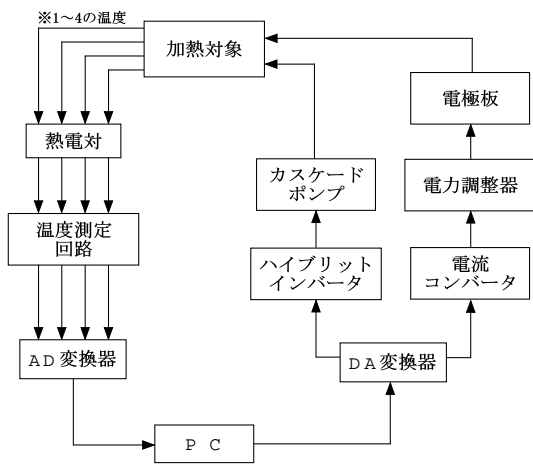 ※1～4の温度
加熱対象
電極板
熱電対
カスケード
ポンプ
電力調整器
温度測定
回路
ハイブリット
インバータ
電流
コンバータ
AD変換器
DA変換器
PC